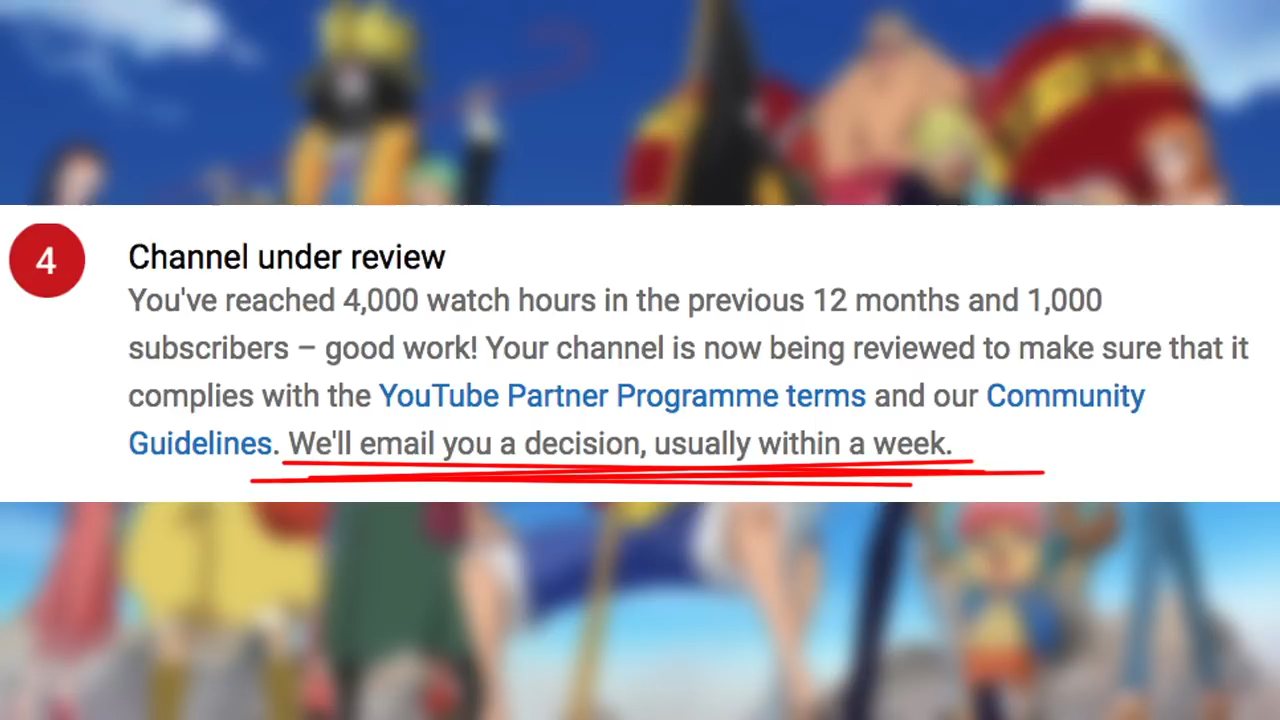 4
Channel under review
You've reached 4,000 watch hours in the previous 12 months and 1,000
subscribers – good work! Your channel is now being reviewed to make sure that it
complies with the YouTube Partner Programme terms and our Community
Guidelines. We'll email you a decision, usually within a week.